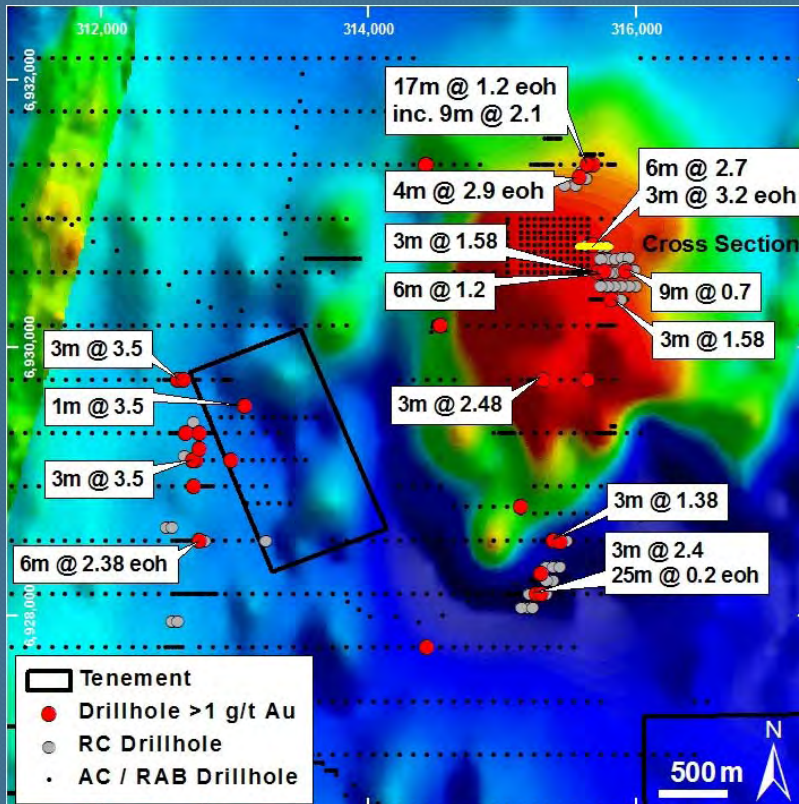 312,000
314,000
316,000
6,932,000
17m @ 1.2 eoh
inc. 9m @ 2.1
6m @ 2.7
3m @ 3.2 eoh
4m @ 2.9 eoh
3m @ 1.58
Cross Section
6m @ 1.2
9m @ 0.7
6,930,000
3m @ 1.58
3m @ 3.5
1m @ 3.5
3m @ 2.48
3m @ 3.5
3m @ 1.38
6m @ 2.38 eoh
3m @ 2.4
25m @ 0.2 eoh
6,928,000
Tenement
Drillhole >1 g/t Au
RC Drillhole
AC / RAB Drillhole
N
500 m